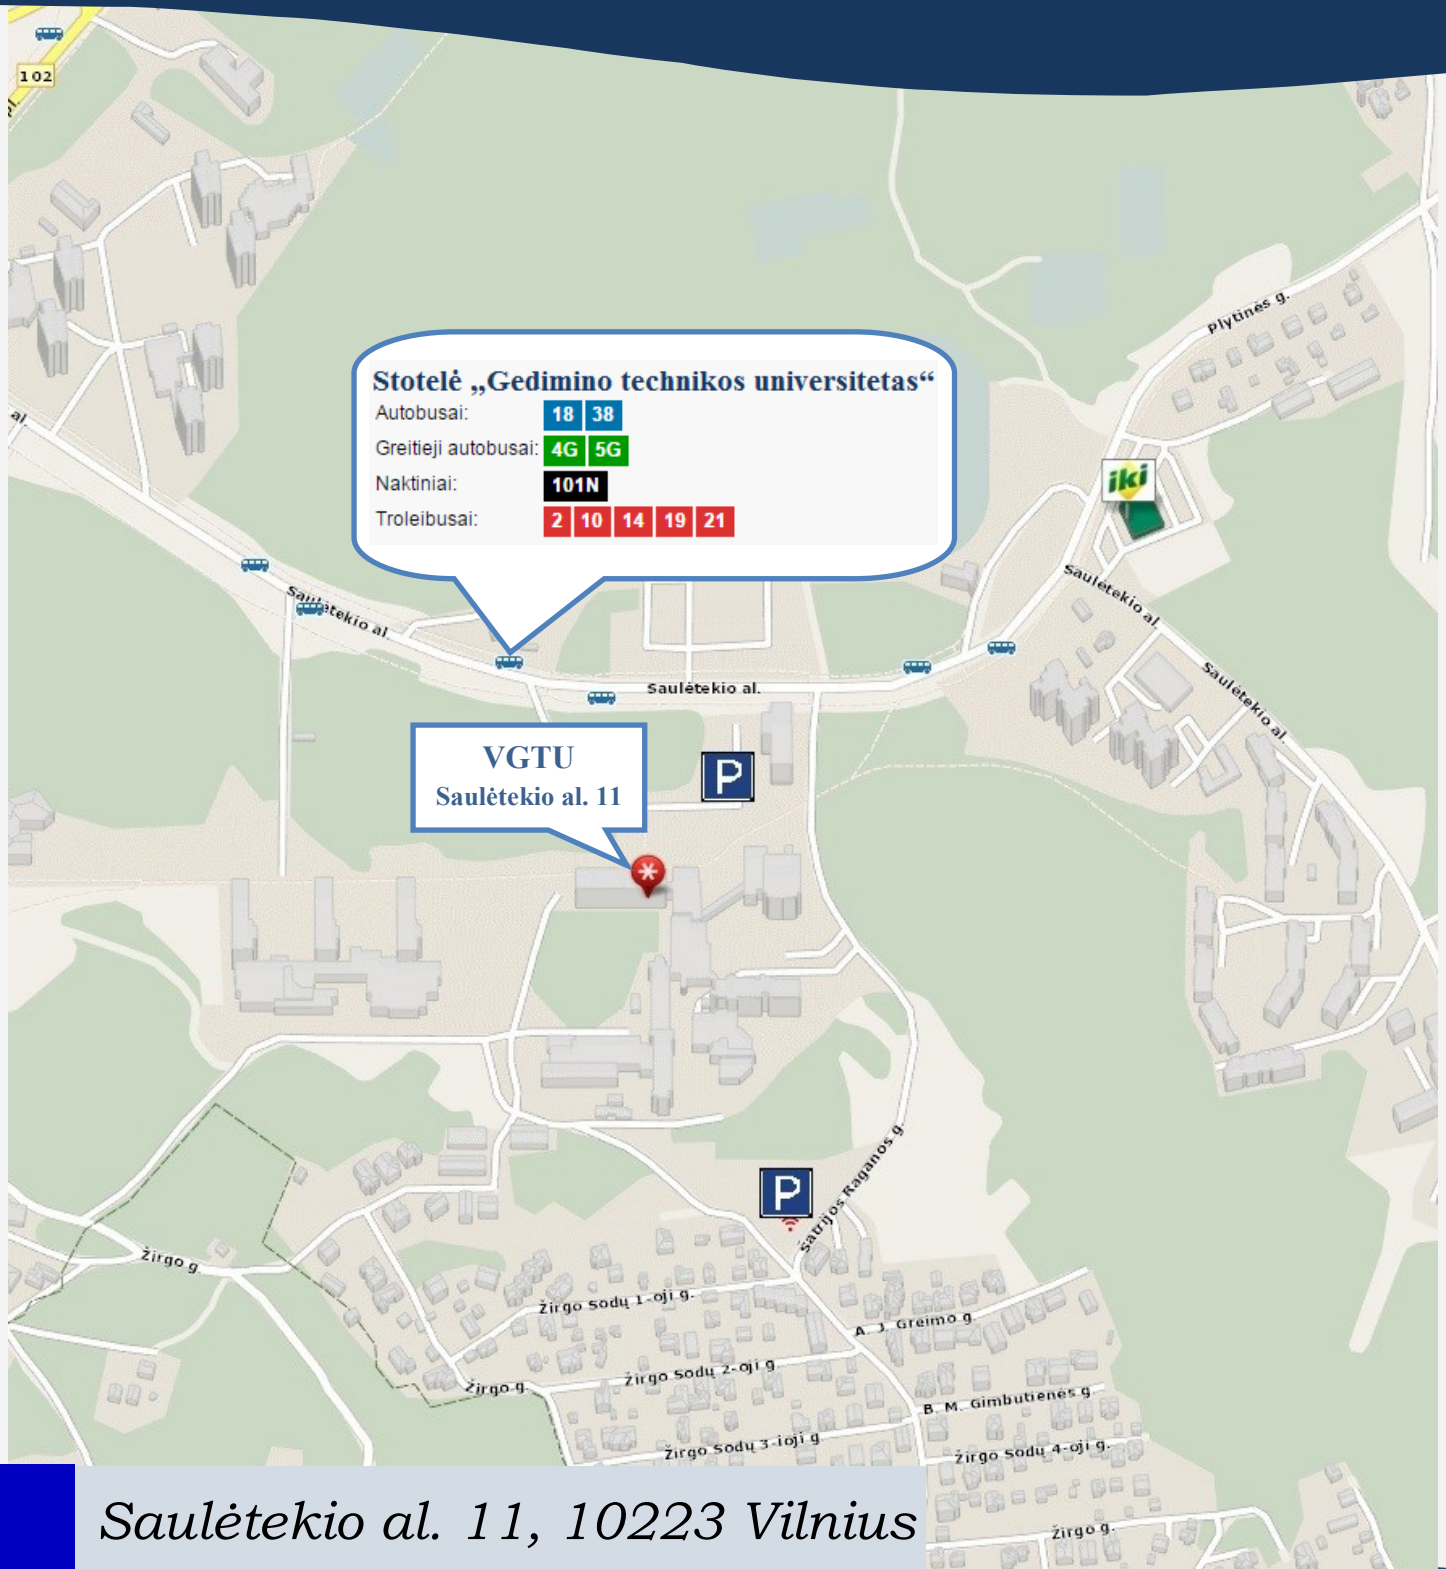 102
pl.
Plytinės g.
al.
Stotelė „Gedimino technikos universitetas“
Autobusai: 18 38
Greitieji autobusai: 4G 5G
Naktiniai: 101N
Troleibusai: 2 10 14 19 21
iki
Saulėtekio al.
Saulėtekio al.
Saulėtekio al.
Saulėtekio al.
VGTU
Saulėtekio al. 11
P
P
Šatrijos Raganos g.
Žirgo g.
Žirgo Sodų 1-oji g.
A. J. Greimo g.
Žirgo Sodų 2-oji g.
Žirgo g.
B. M. Gimbutienės g.
Žirgo Sodų 3-ioji g.
Žirgo Sodų 4-oji g.
Saulėtekio al. 11, 10223 Vilnius
Žirgo g.